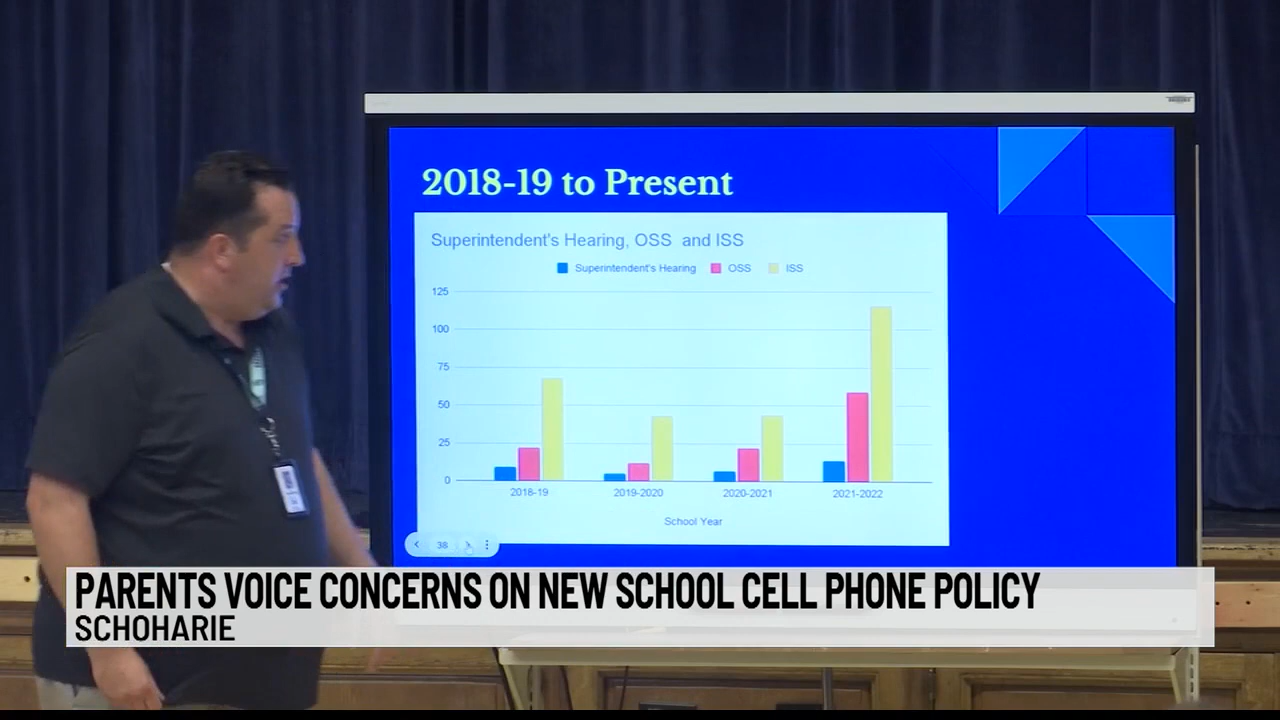 2018-19 to Present
Superintendent's Hearing, OSS and ISS
Superintendent's Hearing OSS ISS
125
100
75
50
25
0
2018-19 2019-2020 2020-2021 2021-2022
School Year
38
PARENTS VOICE CONCERNS ON NEW SCHOOL CELL PHONE POLICY
SCHOHARIE